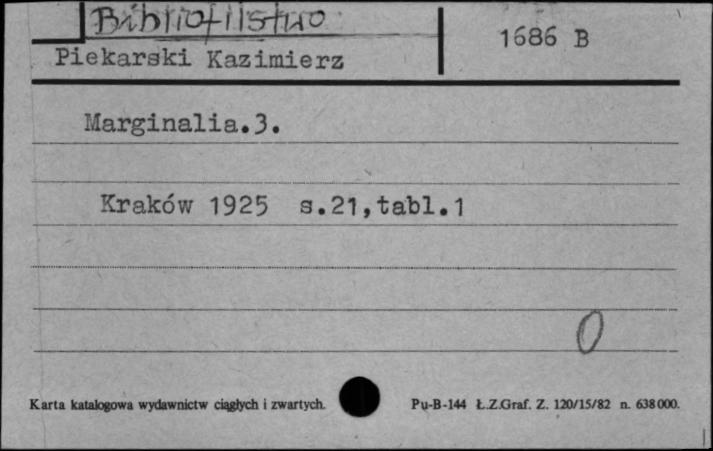 Bibliofilstwo
1686 B
Piekarski Kazimierz
Marginalia.3.
Kraków 1925 s.21,tabl.1
0
Karta katalogowa wydawnictw ciągłych i zwartych. Pu-B-144 Ł.Z.Graf. Z. 120/15/82 n. 638000.